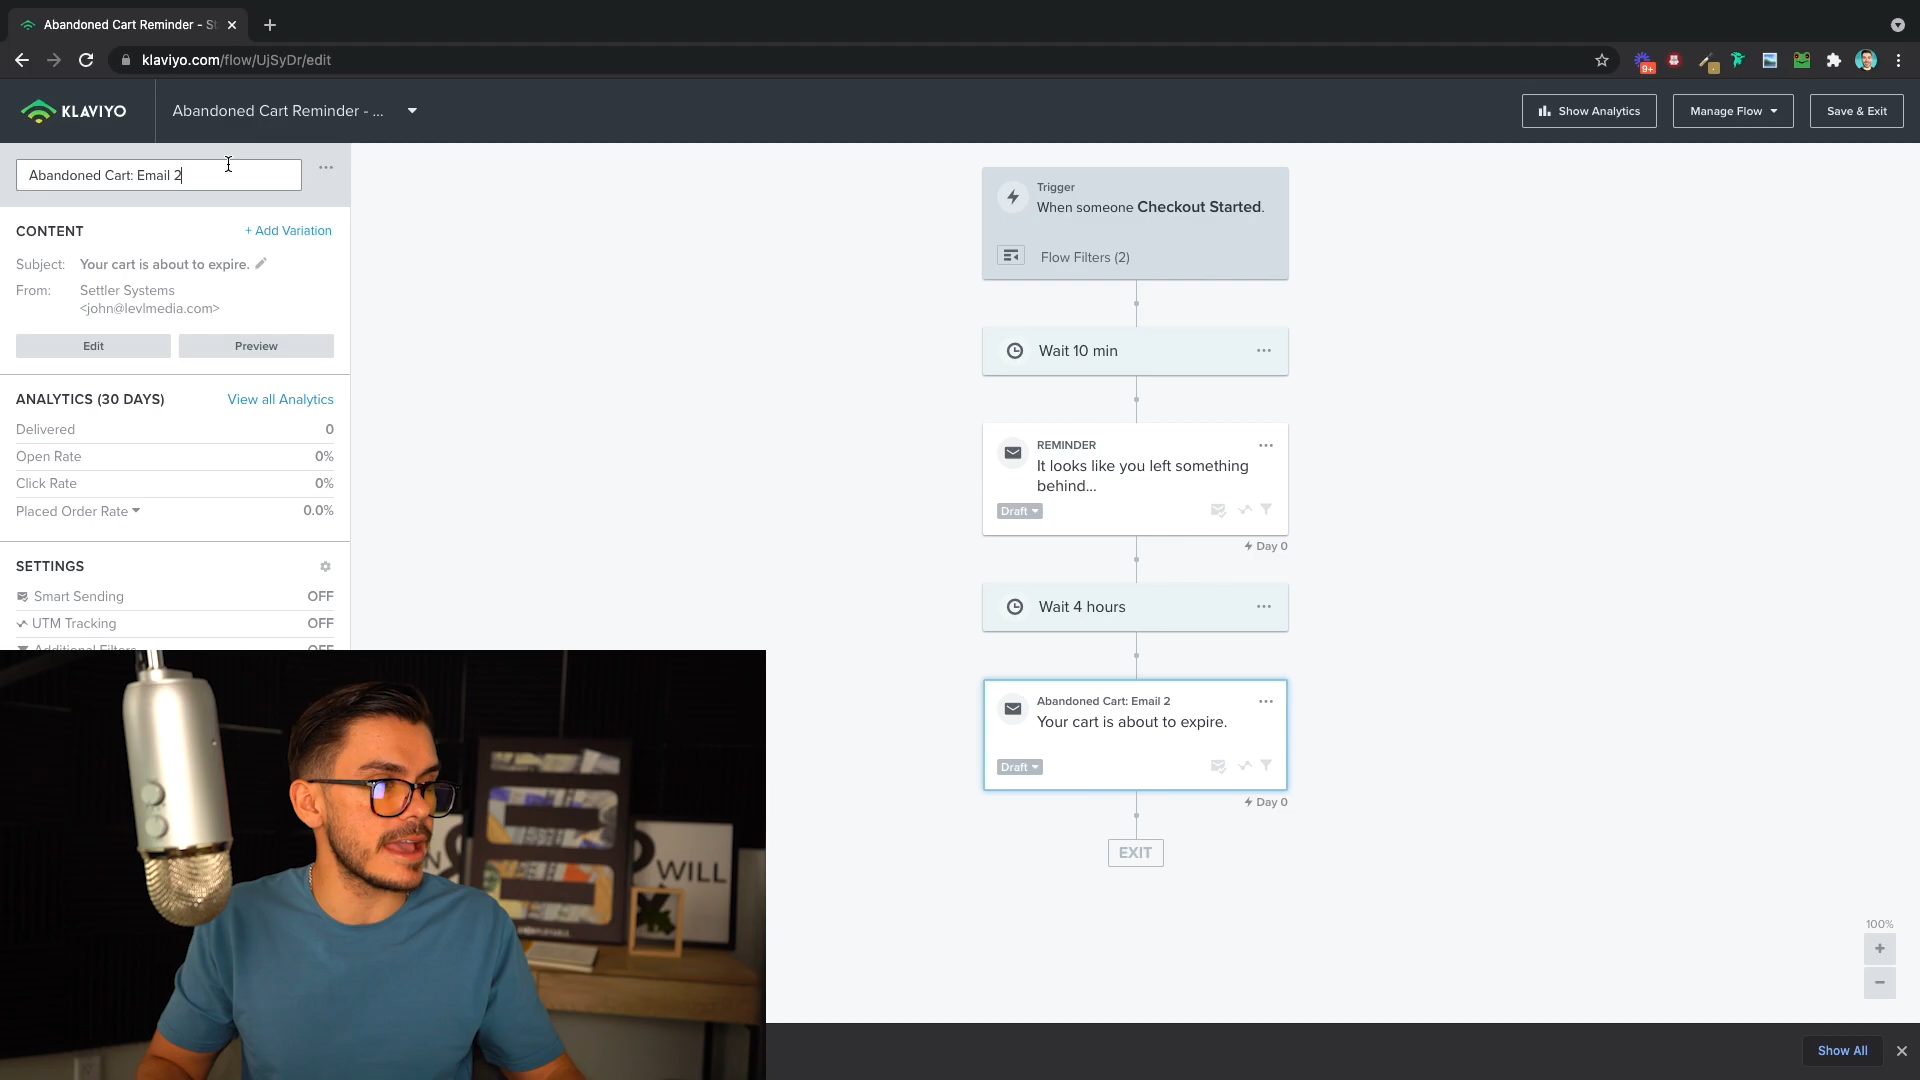 Abandoned Cart Reminder - St
klaviyo.com/flow/UjSyDr/edit
9+
KLAVIYO
Abandoned Cart Reminder - ...
Show Analytics
Manage Flow
Save & Exit
Abandoned Cart: Email 2
CONTENT
+ Add Variation
Subject: Your cart is about to expire.
From: Settler Systems
<john@levlmedia.com>
Edit
Preview
ANALYTICS (30 DAYS)
View all Analytics
Delivered 0
Open Rate 0%
Click Rate 0%
Placed Order Rate 0.0%
SETTINGS
Smart Sending OFF
UTM Tracking OFF
Additional Filters OFF
Trigger
When someone Checkout Started.
Flow Filters (2)
Wait 10 min
REMINDER
It looks like you left something
behind...
Draft
Day 0
Wait 4 hours
Abandoned Cart: Email 2
Your cart is about to expire.
Draft
Day 0
EXIT
100%
WILL
Show All